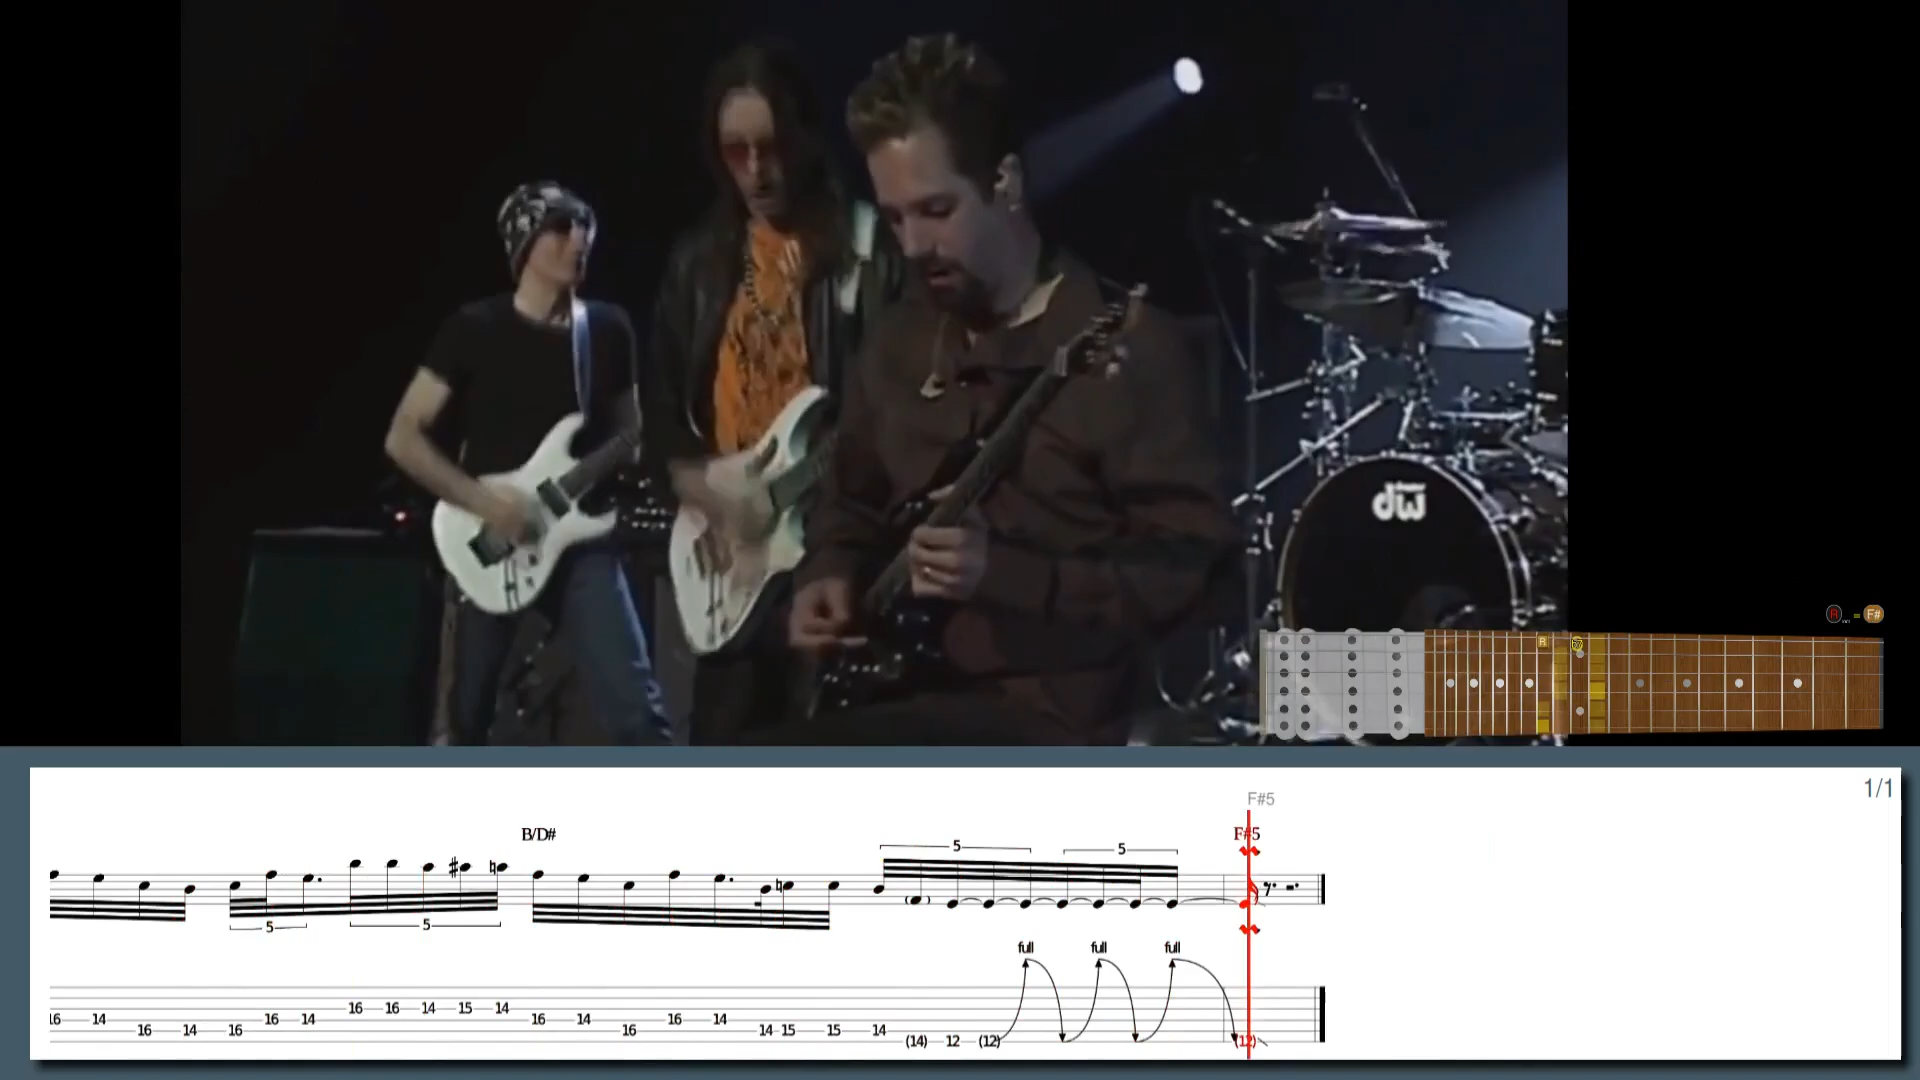 dw
R = F#
R
1/1
F#5
B/D# F#5
5 5
5 5
full full full
16 16 14 15 14
16 14 16 14 16 14 16 14
16 14 16 16 14 15 15 14
(14) 12 (12) (12)